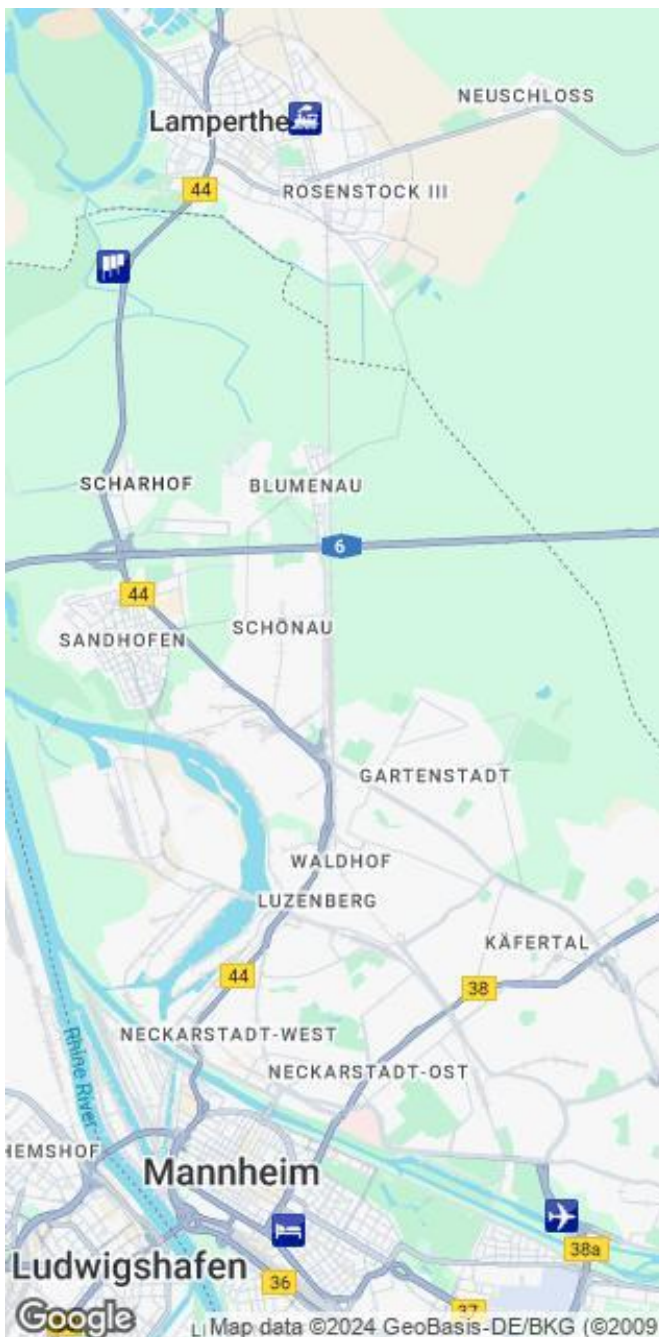 NEUSCHLOSS
Lamperthe
44
ROSENSTOCK III
SCHARHOF
BLUMENAU
6
44
SANDHOFEN
SCHÖNAU
GARTENSTADT
WALDHOF
LUZENBERG
KÄFERTAL
44
38
NECKARSTADT-WEST
Rhine River
NECKARSTADT-OST
HEMSHOF
Mannheim
38a
Ludwigshafen
36
37
Google
Map data ©2024 GeoBasis-DE/BKG (©2009